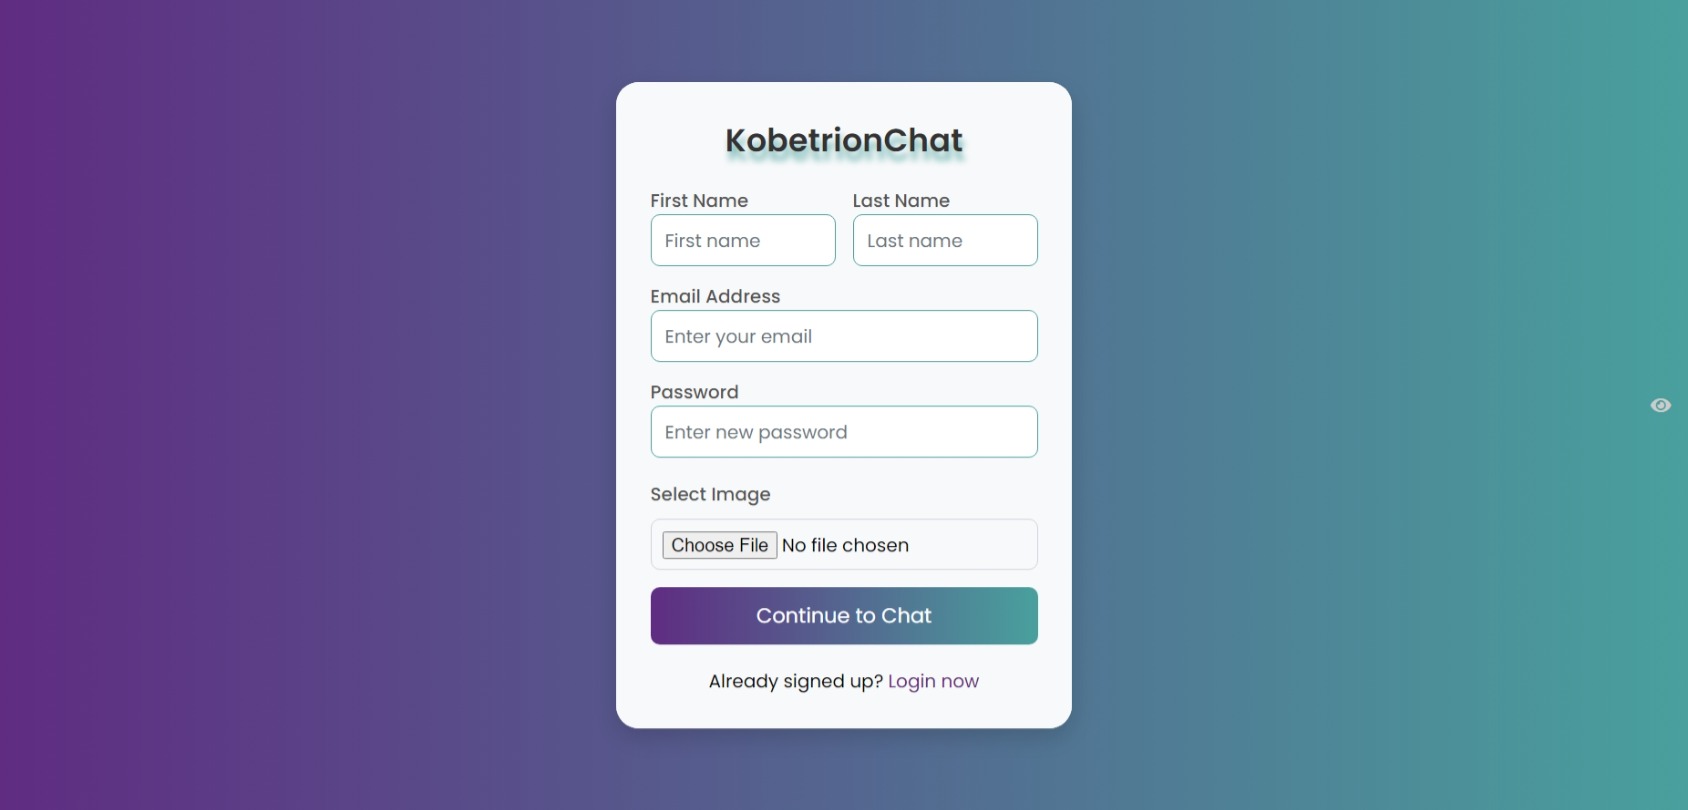 KobetrionChat
First Name Last Name
First name Last name
Email Address
Enter your email
Password
Enter new password
Select Image
Choose File No file chosen
Continue to Chat
Already signed up? Login now